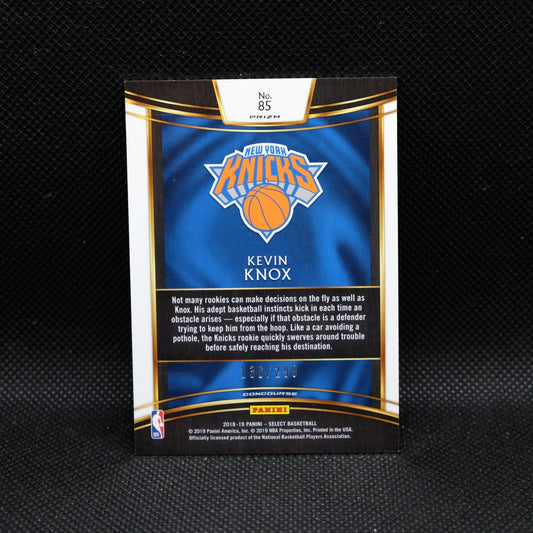 No.
85
PRIZM
NEW YORK
KNICKS
KEVIN
KNOX
Not many rookies can make decisions on the fly as well as
Knox. His adept basketball instincts kick in each time an
obstacle arises — especially if that obstacle is a defender
trying to keep him from the hoop. Like a car avoiding a
pothole, the Knicks rookie quickly swerves around trouble
before safely reaching his destination.
CONCOURSE
PANINI
2018-19 PANINI – SELECT BASKETBALL
© 2019 Panini America, Inc. © 2019 NBA Properties, Inc. Printed in the USA.
Officially licensed product of the National Basketball Players Association.